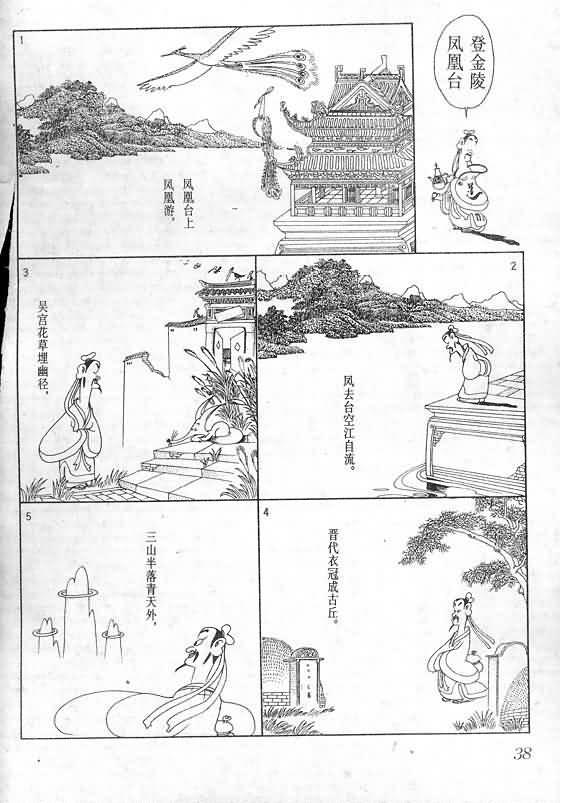 登金陵
凤凰台
1
凤凰台上
凤凰游。
2
凤去台空江自流。
3
吴宫花草埋幽径，
4
晋代衣冠成古丘。
5
三山半落青天外，
38